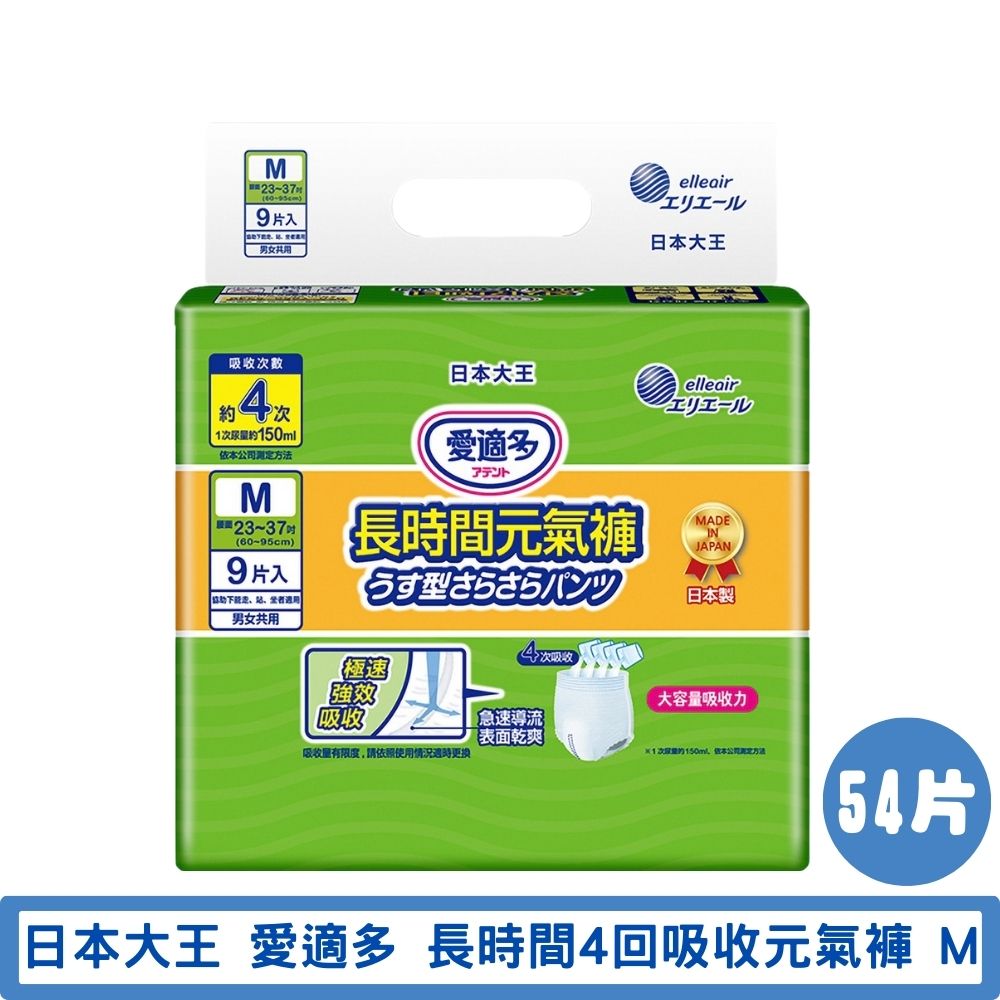 M
腰圍23~37吋
(60~95cm)
9片入
協助下能走、站、坐者適用
男女共用
elleair
エリエール
日本大王
吸收次數
約4次
1次尿量約150ml
依本公司測定方法
日本大王
elleair
エリエール
愛適多
アテント
M
腰圍23~37吋
(60~95cm)
9片入
協助下能走、站、坐者適用
男女共用
長時間元氣褲
うす型さらさらパンツ
MADE
IN
JAPAN
日本製
極速
強效
吸收
急速導流
表面乾爽
吸收量有限度,請依照使用情況適時更換
4次吸收
大容量吸收力
※1次尿量約150ml、依本公司測定方法
54片
日本大王 愛適多 長時間4回吸收元氣褲 M